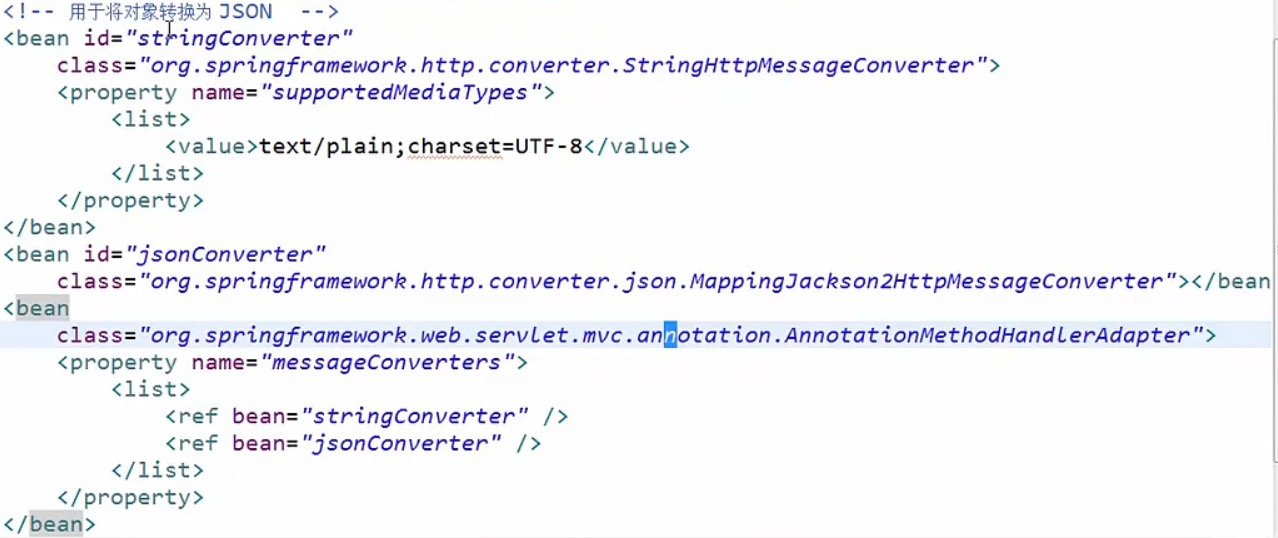 <!-- 用于将对象转换为 JSON  -->
<bean id="stringConverter"
    class="org.springframework.http.converter.StringHttpMessageConverter">
    <property name="supportedMediaTypes">
        <list>
            <value>text/plain;charset=UTF-8</value>
        </list>
    </property>
</bean>
<bean id="jsonConverter"
    class="org.springframework.http.converter.json.MappingJackson2HttpMessageConverter"></bean
<bean
    class="org.springframework.web.servlet.mvc.annotation.AnnotationMethodHandlerAdapter">
    <property name="messageConverters">
        <list>
            <ref bean="stringConverter" />
            <ref bean="jsonConverter" />
        </list>
    </property>
</bean>